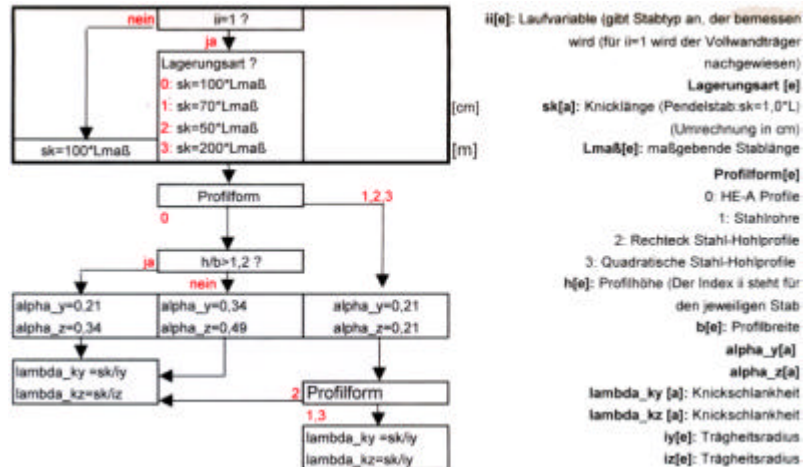 nein
ii=1 ?
ja
Lagerungsart ?
0: sk=100*Lmaß
1: sk=70*Lmaß
2: sk=50*Lmaß
3: sk=200*Lmaß
sk=100*Lmaß
[cm]
[m]
Profilform
0
1,2,3
h/b>1,2 ?
ja
nein
alpha_y=0,21
alpha_z=0,34
alpha_y=0,34
alpha_z=0,49
alpha_y=0,21
alpha_z=0,21
lambda_ky =sk/iy
lambda_kz=sk/iz
2
Profilform
1,3
lambda_ky =sk/iy
lambda_kz=sk/iy
ii[e]: Laufvariable (gibt Stabtyp an, der bemessen
wird (für ii=1 wird der Vollwandträger
nachgewiesen)
Lagerungsart [e]
sk[a]: Knicklänge (Pendelstab:sk=1,0*L)
(Umrechnung in cm)
Lmaß[e]: maßgebende Stablänge
Profilform[e]
0: HE-A Profile
1: Stahlrohre
2: Rechteck Stahl-Hohlprofile
3: Quadratische Stahl-Hohlprofile
h[e]: Profilhöhe (Der Index ii steht für
den jeweiligen Stab
b[e]: Profilbreite
alpha_y[a]
alpha_z[a]
lambda_ky [a]: Knickschlankheit
lambda_kz [a]: Knickschlankheit
iy[e]: Trägheitsradius
iz[e]: Trägheitsradius